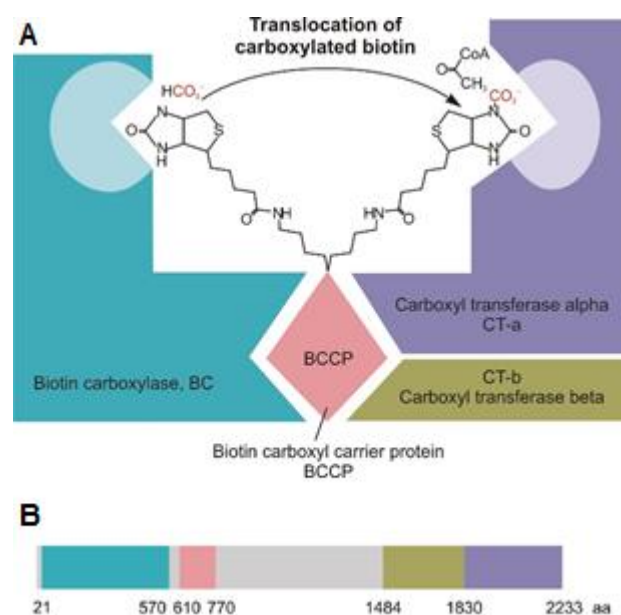 A
Translocation of
carboxylated biotin
CoA
O
CH3
HCO3-
CO2-
N
N
O
S
S
O
N
H
N
H
O
NH
HN
O
Carboxyl transferase alpha
CT-a
BCCP
Biotin carboxylase, BC
CT-b
Carboxyl transferase beta
Biotin carboxyl carrier protein
BCCP
B
21 570 610 770 1484 1830 2233 aa